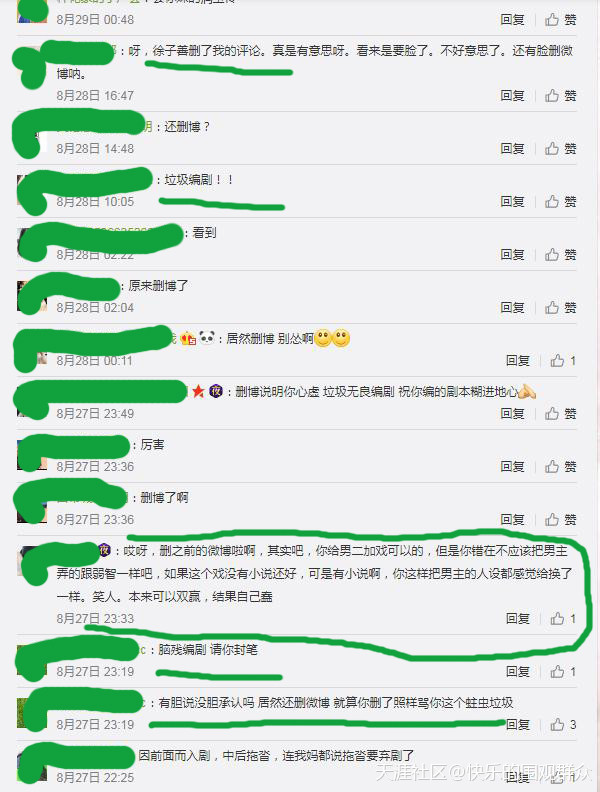 8月29日 00:48
回复 赞
：呀，徐子善删了我的评论。真是有意思呀。看来是要脸了。不好意思了。还有脸删微
博呐。
8月28日 16:47
回复 赞
：还删博？
8月28日 14:48
回复 赞
：垃圾编剧！！
8月28日 10:05
回复 赞
：看到
8月28日 02:22
回复 赞
：原来删博了
8月28日 02:04
回复 赞
：居然删博 别怂啊
8月28日 00:11
回复 1
夜：删博说明你心虚 垃圾无良编剧 祝你编的剧本糊进地心
8月27日 23:49
回复 赞
：厉害
8月27日 23:36
回复 赞
：删博了啊
8月27日 23:36
回复 赞
夜：哎呀，删之前的微博啦啊，其实吧，你给男二加戏可以的，但是你错在不应该把男主
弄的跟弱智一样吧，如果这个戏没有小说还好，可是有小说啊，你这样把男主的人设都感觉给换了
一样。笑人。本来可以双赢，结果自己蠢
8月27日 23:33
回复 1
：脑残编剧 请你封笔
8月27日 23:19
回复 1
：有胆说没胆承认吗 居然还删微博 就算你删了照样骂你这个蛀虫垃圾
8月27日 23:19
回复 3
因前面而入剧，中后拖沓，连我妈都说拖沓要弃剧了
8月27日 22:25
回复 1
天涯社区@快乐的围观群众